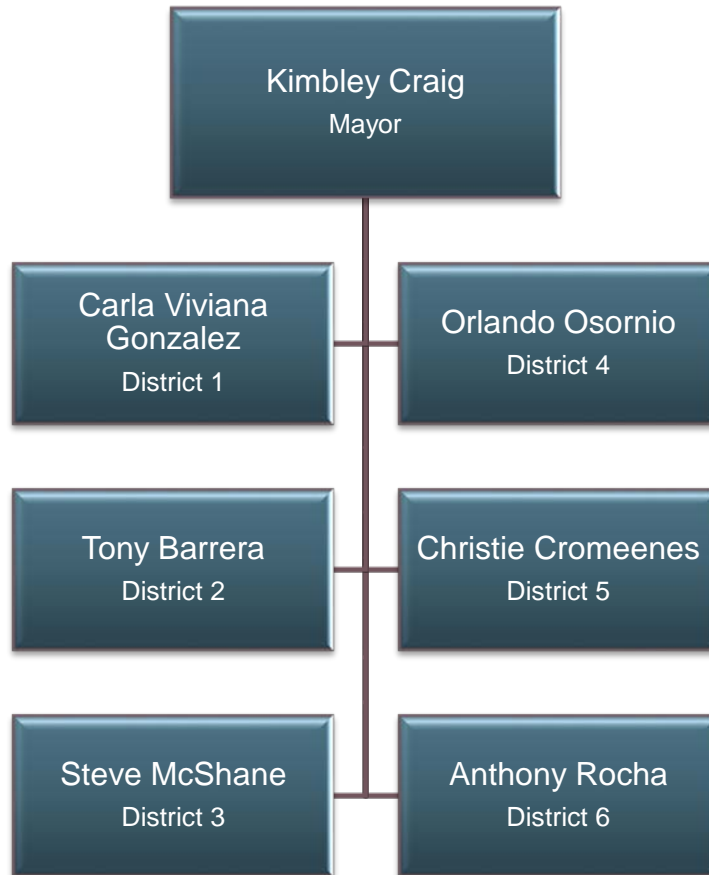 Kimbley Craig
Mayor
Carla Viviana
Gonzalez
District 1
Orlando Osornio
District 4
Tony Barrera
District 2
Christie Cromeenes
District 5
Steve McShane
District 3
Anthony Rocha
District 6